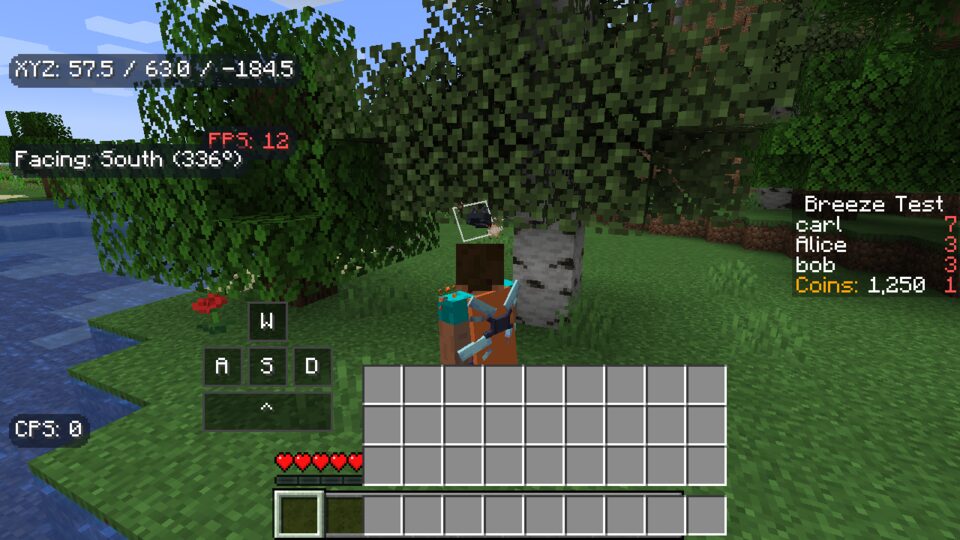 XYZ: 57.5 / 63.0 / -184.5
FPS: 12
Facing: South (336°)
Breeze Test
carl 7
Alice 3
bob 3
Coins: 1,250 1
W
A S D
^
CPS: 0